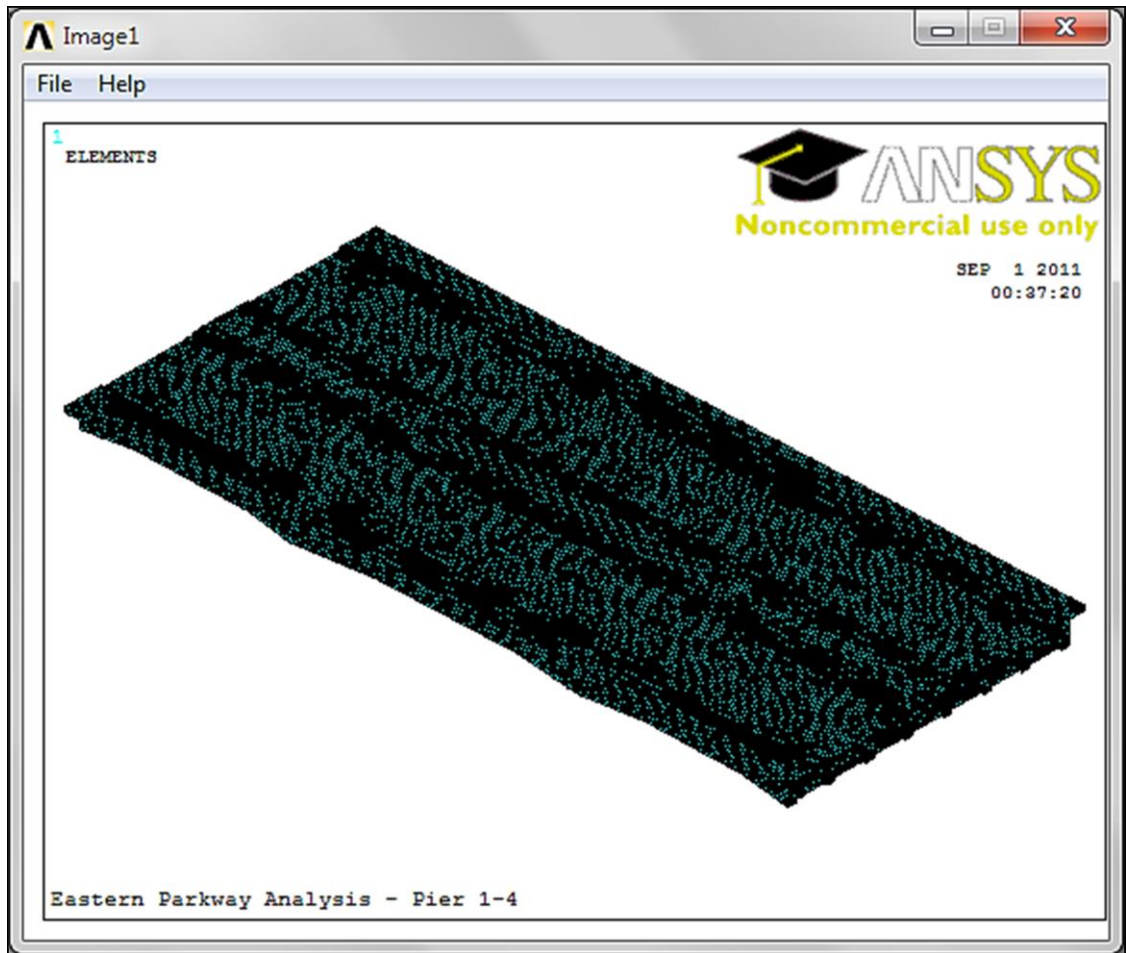 Image1
File Help
1
ELEMENTS
ANSYS
Noncommercial use only
SEP 1 2011
00:37:20
Eastern Parkway Analysis - Pier 1-4